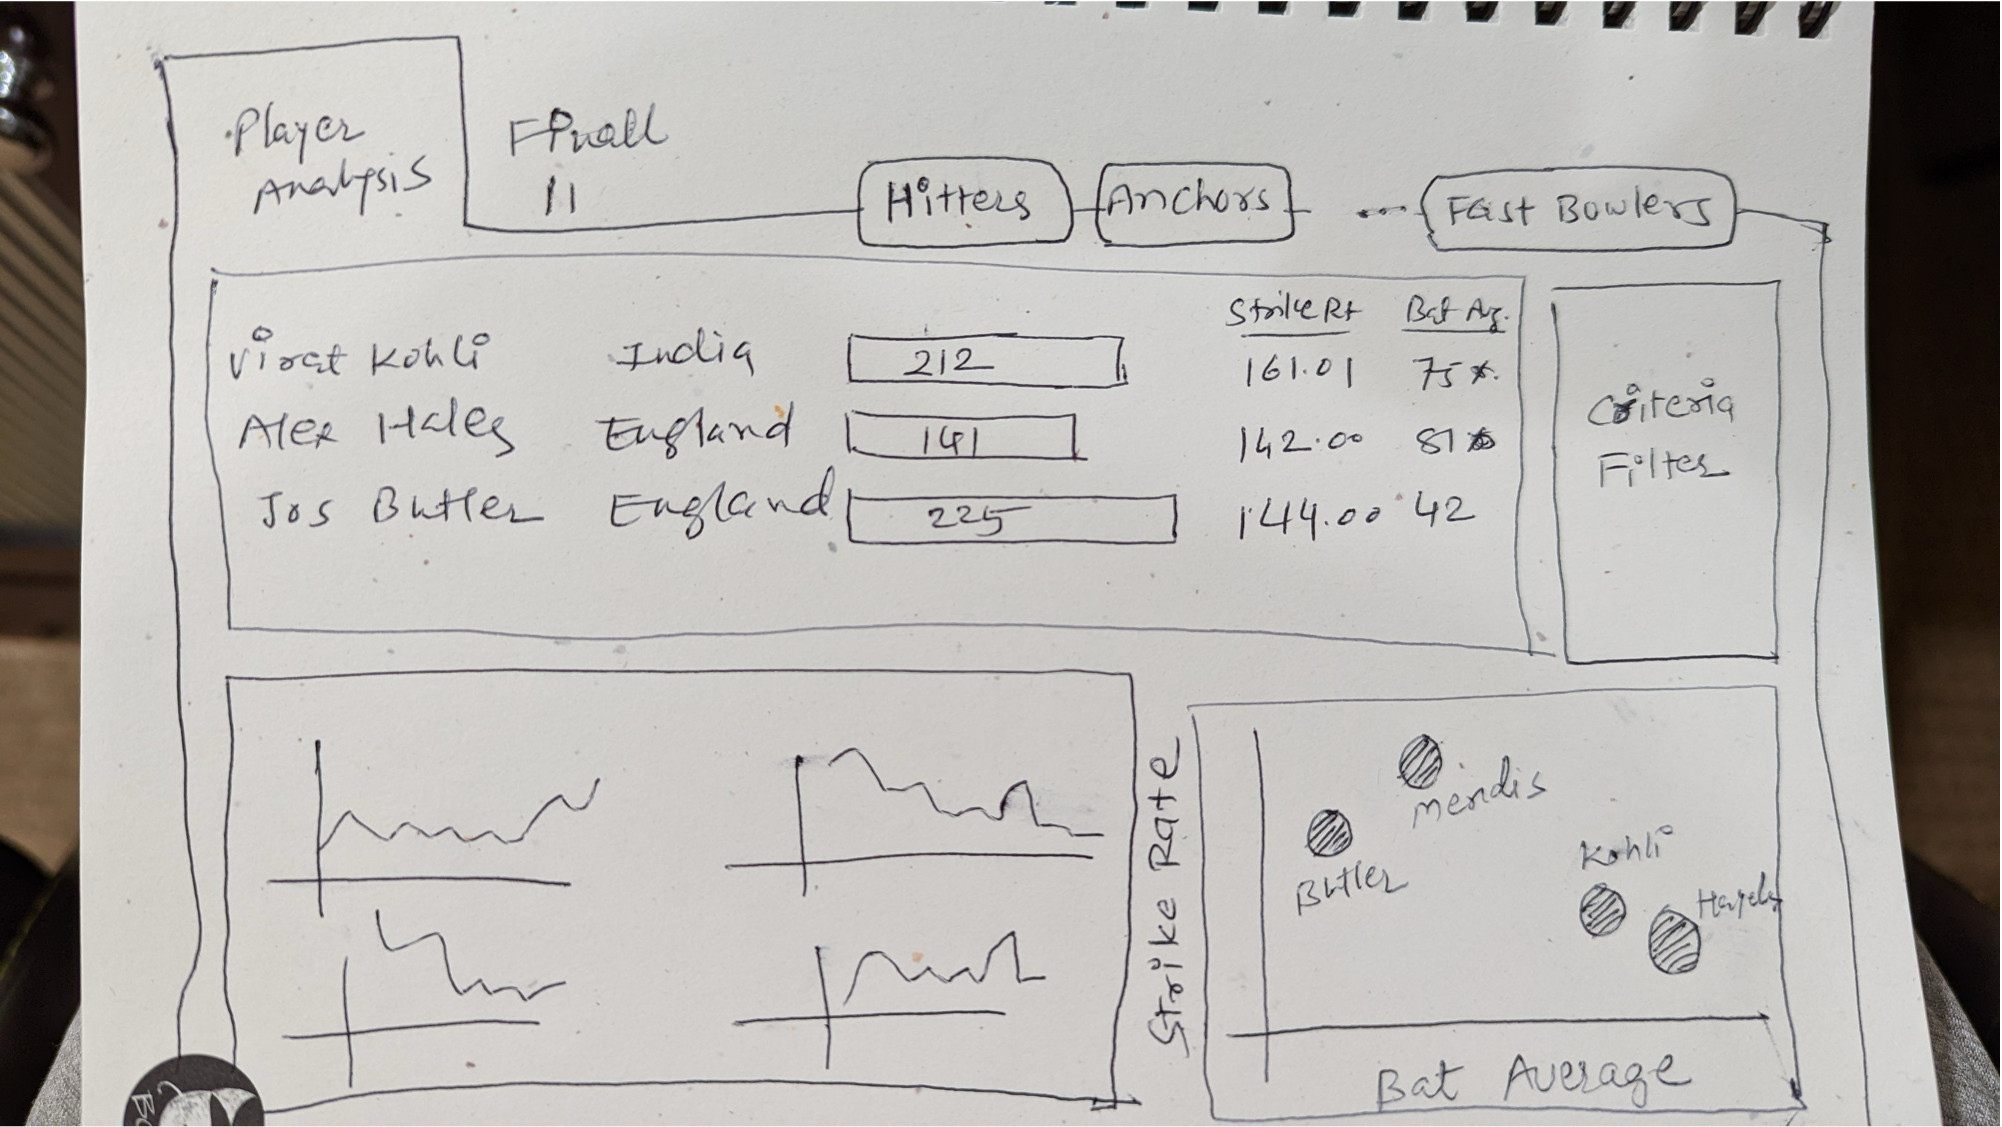 Player
Analysis
Final
11
Hitters
Anchors
...
Fast Bowlers
Strike Rt
Bat Avg.
Virat Kohli India 212 161.01 75*.
Alex Hales England 141 142.00 81*
Jos Butler England 225 144.00 42
Criteria
Filter
Strike Rate
Mendis
Butler
Kohli
Bat Average